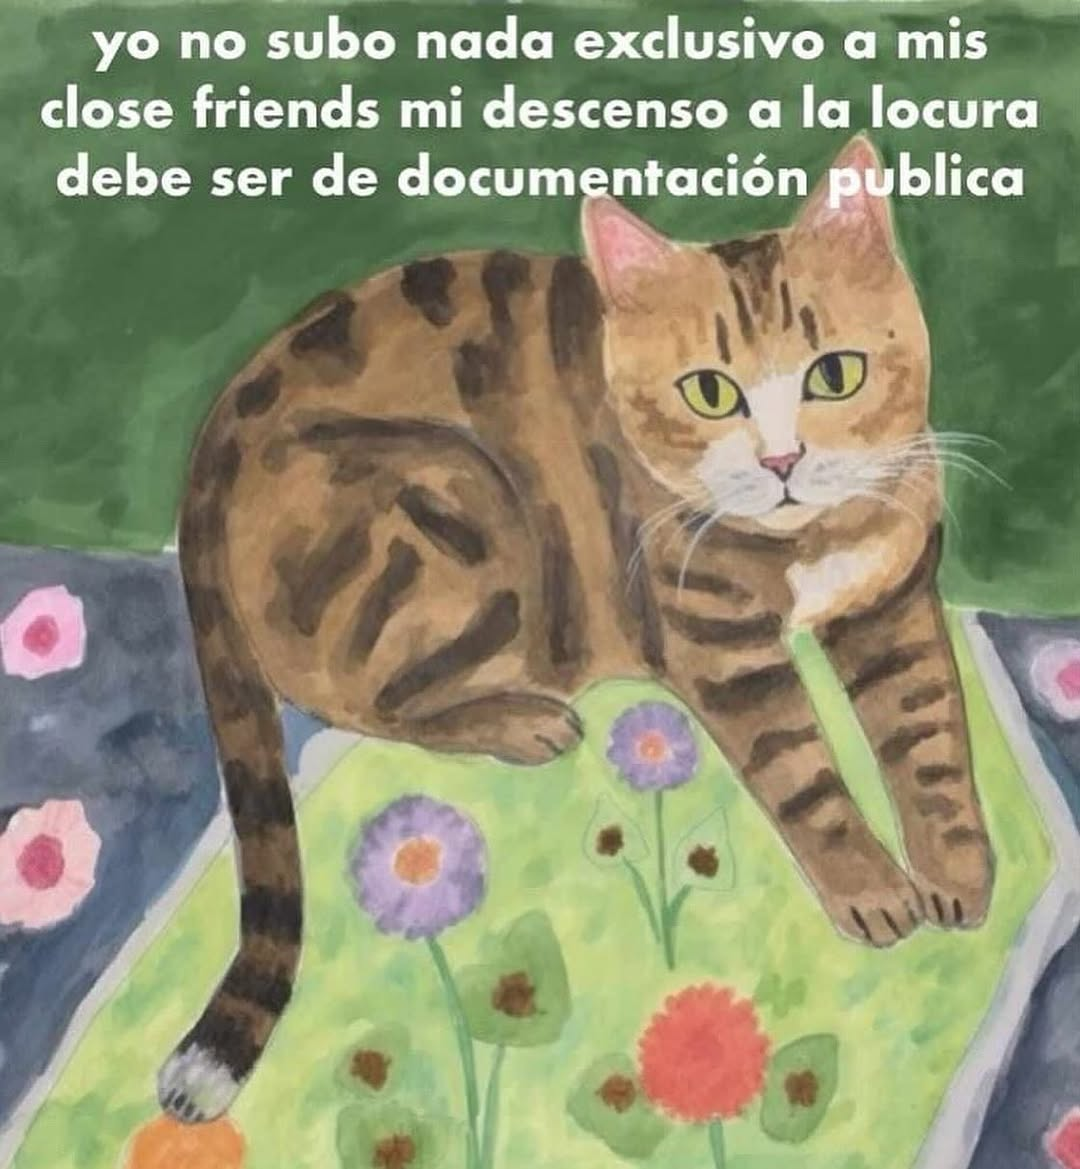 yo no subo nada exclusivo a mis
close friends mi descenso a la locura
debe ser de documentación publica